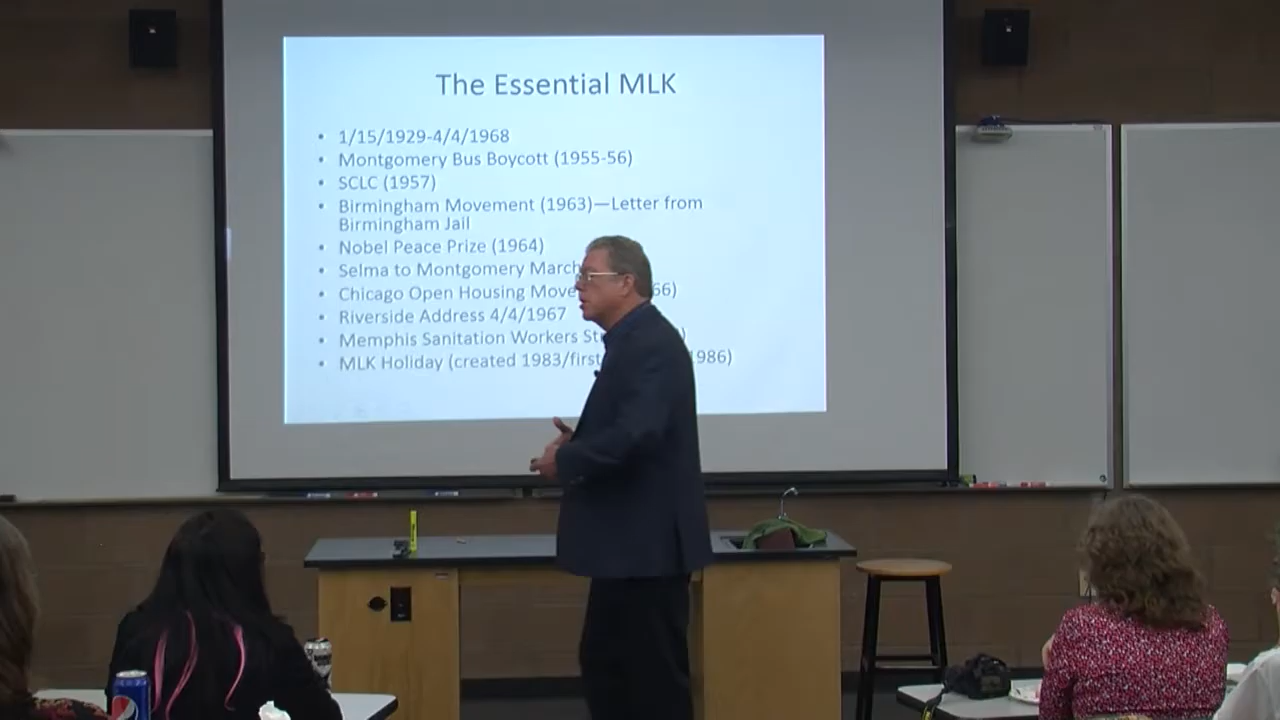 The Essential MLK
• 1/15/1929-4/4/1968
• Montgomery Bus Boycott (1955-56)
• SCLC (1957)
• Birmingham Movement (1963)—Letter from
Birmingham Jail
• Nobel Peace Prize (1964)
• Selma to Montgomery March
• Chicago Open Housing Move 66)
• Riverside Address 4/4/1967
• Memphis Sanitation Workers St )
• MLK Holiday (created 1983/first 1986)